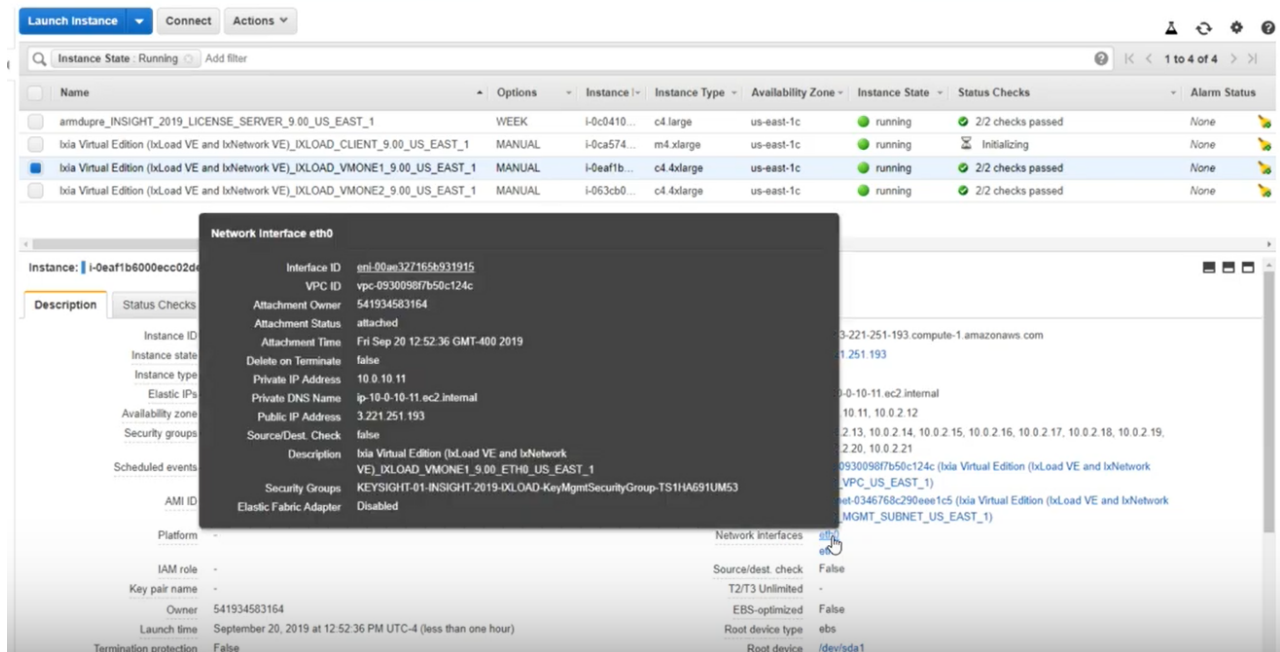 Launch Instance Connect Actions
Instance State : Running Add filter 1 to 4 of 4
Name Options Instance I Instance Type Availability Zone Instance State Status Checks Alarm Status
armdupre_INSIGHT_2019_LICENSE_SERVER_9.00_US_EAST_1 WEEK i-0c0410... c4.large us-east-1c running 2/2 checks passed None
Ixia Virtual Edition (IxLoad VE and IxNetwork VE)_IXLOAD_CLIENT_9.00_US_EAST_1 MANUAL i-0ca574... m4.xlarge us-east-1c running Initializing None
Ixia Virtual Edition (IxLoad VE and IxNetwork VE)_IXLOAD_VMONE1_9.00_US_EAST_1 MANUAL i-0eaf1b... c4.4xlarge us-east-1c running 2/2 checks passed None
Ixia Virtual Edition (IxLoad VE and IxNetwork VE)_IXLOAD_VMONE2_9.00_US_EAST_1 MANUAL i-063cb0... c4.4xlarge us-east-1c running 2/2 checks passed None
Network Interface eth0
Interface ID eni-00ae327165b931915
VPC ID vpc-0930098f7b50c124c
Attachment Owner 541934583164
Attachment Status attached
Attachment Time Fri Sep 20 12:52:36 GMT-400 2019
Delete on Terminate false
Private IP Address 10.0.10.11
Private DNS Name ip-10-0-10-11.ec2.internal
Public IP Address 3.221.251.193
Source/Dest. Check false
Description Ixia Virtual Edition (IxLoad VE and IxNetwork
VE)_IXLOAD_VMONE1_9.00_ETH0_US_EAST_1
Security Groups KEYSIGHT-01-INSIGHT-2019-IXLOAD-KeyMgmtSecurityGroup-TS1HA691UM53
Elastic Fabric Adapter Disabled
Instance: i-0eaf1b6000ecc02de
Description Status Checks
Instance ID 3-221-251-193.compute-1.amazonaws.com
Instance state 1.251.193
Instance type
Elastic IPs 0-0-10-11.ec2.internal
Availability zone .10.11, 10.0.2.12
Security groups .2.13, 10.0.2.14, 10.0.2.15, 10.0.2.16, 10.0.2.17, 10.0.2.18, 10.0.2.19,
.2.20, 10.0.2.21
Scheduled events 0930098f7b50c124c (Ixia Virtual Edition (IxLoad VE and IxNetwork
_VPC_US_EAST_1)
AMI ID et-0346768c290eee1c5 (Ixia Virtual Edition (IxLoad VE and IxNetwork
_MGMT_SUBNET_US_EAST_1)
Platform - Network interfaces eth0
IAM role - Source/dest. check False
Key pair name - T2/T3 Unlimited -
Owner 541934583164 EBS-optimized False
Launch time September 20, 2019 at 12:52:36 PM UTC-4 (less than one hour) Root device type ebs
Termination protection False Root device /dev/sda1